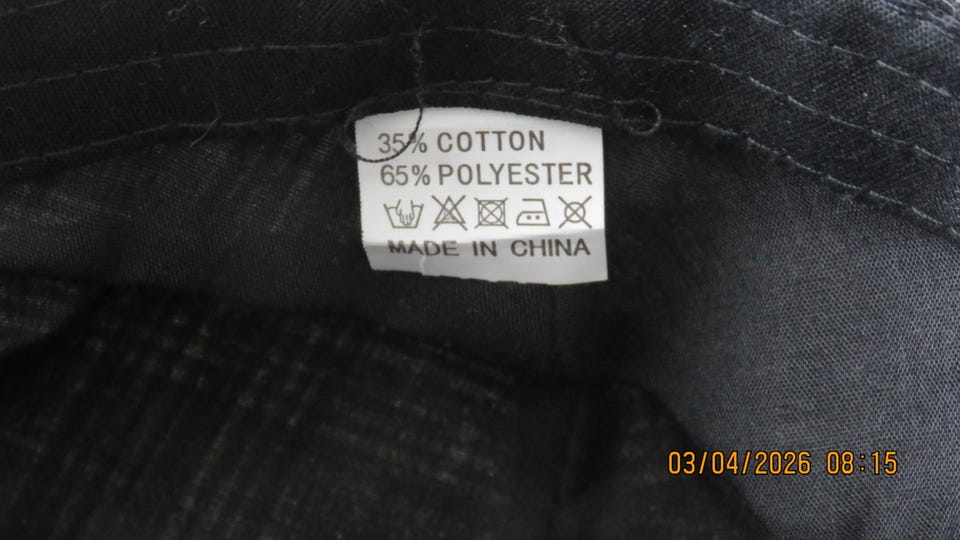 35% COTTON
65% POLYESTER
MADE IN CHINA
03/04/2026 08:15